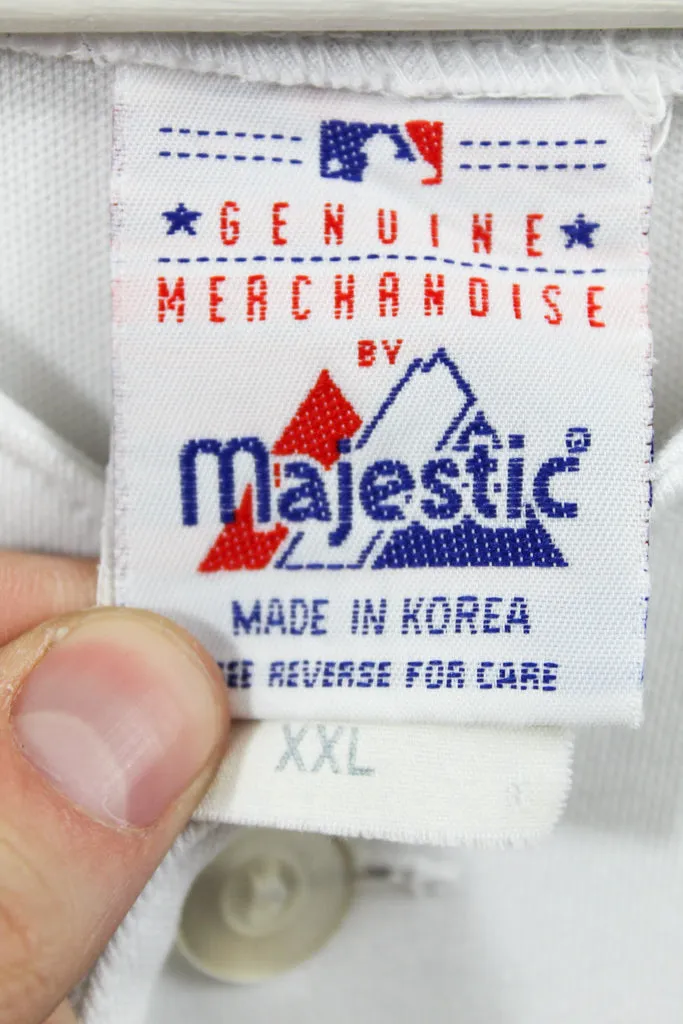 GENUINE
MERCHANDISE
BY
Majestic®
MADE IN KOREA
REVERSE FOR CARE
XXL